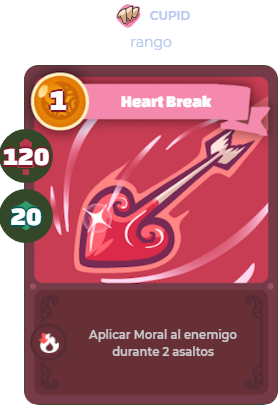 CUPID
rango
1
Heart Break
120
20
Aplicar Moral al enemigo
durante 2 asaltos